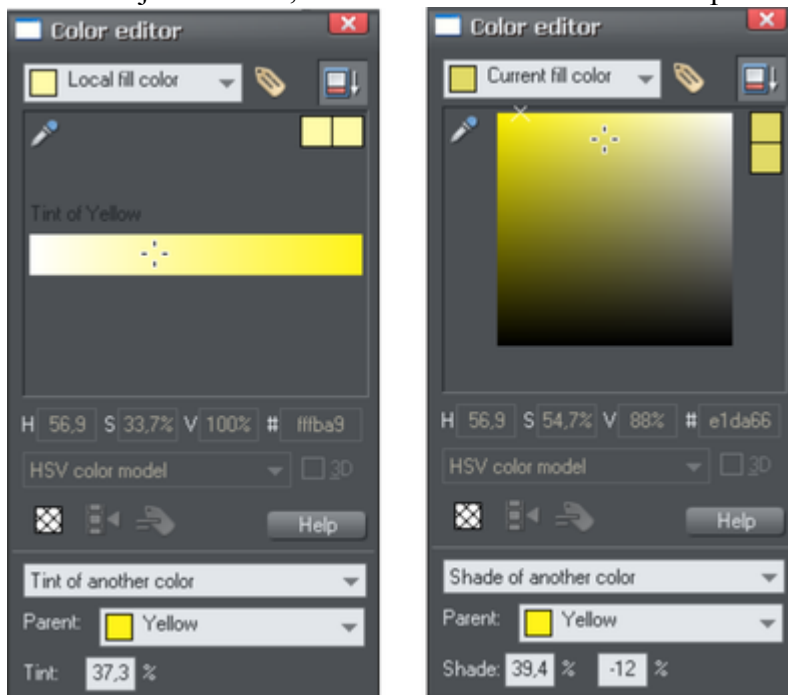 Color editor
Local fill color
Tint of Yellow
H 56,9 S 33,7% V 100% # fffba9
HSV color model 3D
Help
Tint of another color
Parent: Yellow
Tint: 37,3 %
Color editor
Current fill color
H 56,9 S 54,7% V 88% # e1da66
HSV color model 3D
Help
Shade of another color
Parent: Yellow
Shade: 39,4 % -12 %